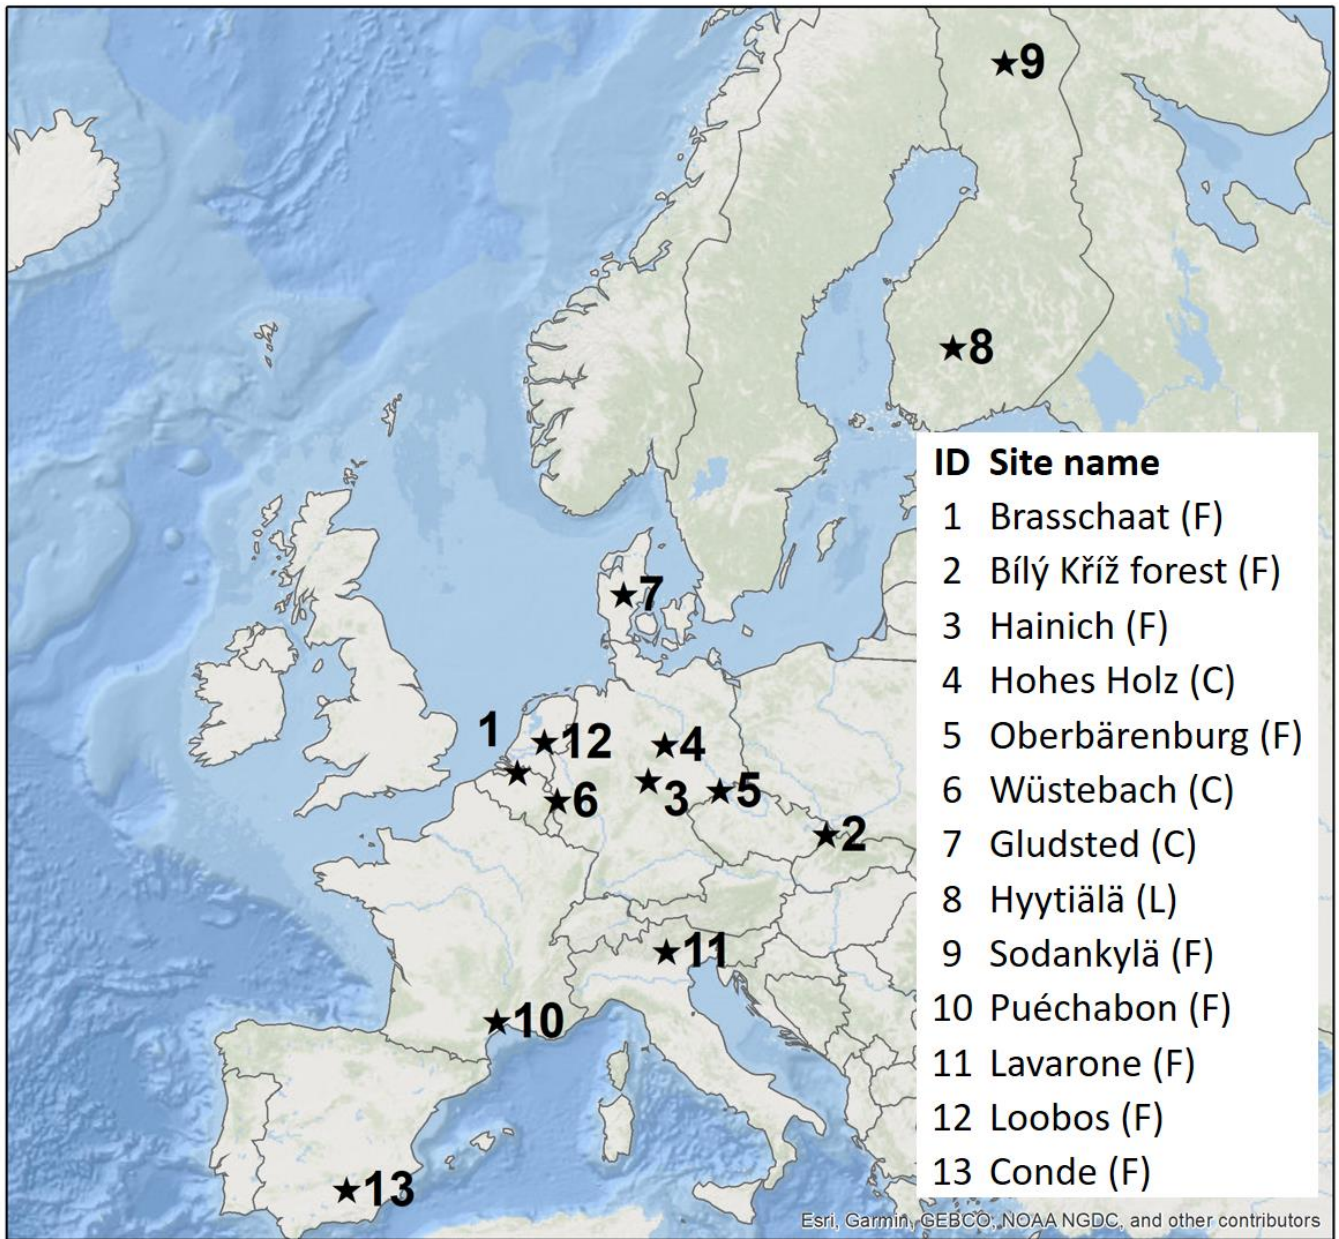 9
8
7
1
12
4
6
3
5
2
11
10
13
ID Site name
1 Brasschaat (F)
2 Bílý Kříž forest (F)
3 Hainich (F)
4 Hohes Holz (C)
5 Oberbärenburg (F)
6 Wüstebach (C)
7 Gludsted (C)
8 Hyytiälä (L)
9 Sodankylä (F)
10 Puéchabon (F)
11 Lavarone (F)
12 Loobos (F)
13 Conde (F)
Esri, Garmin, GEBCO, NOAA NGDC, and other contributors